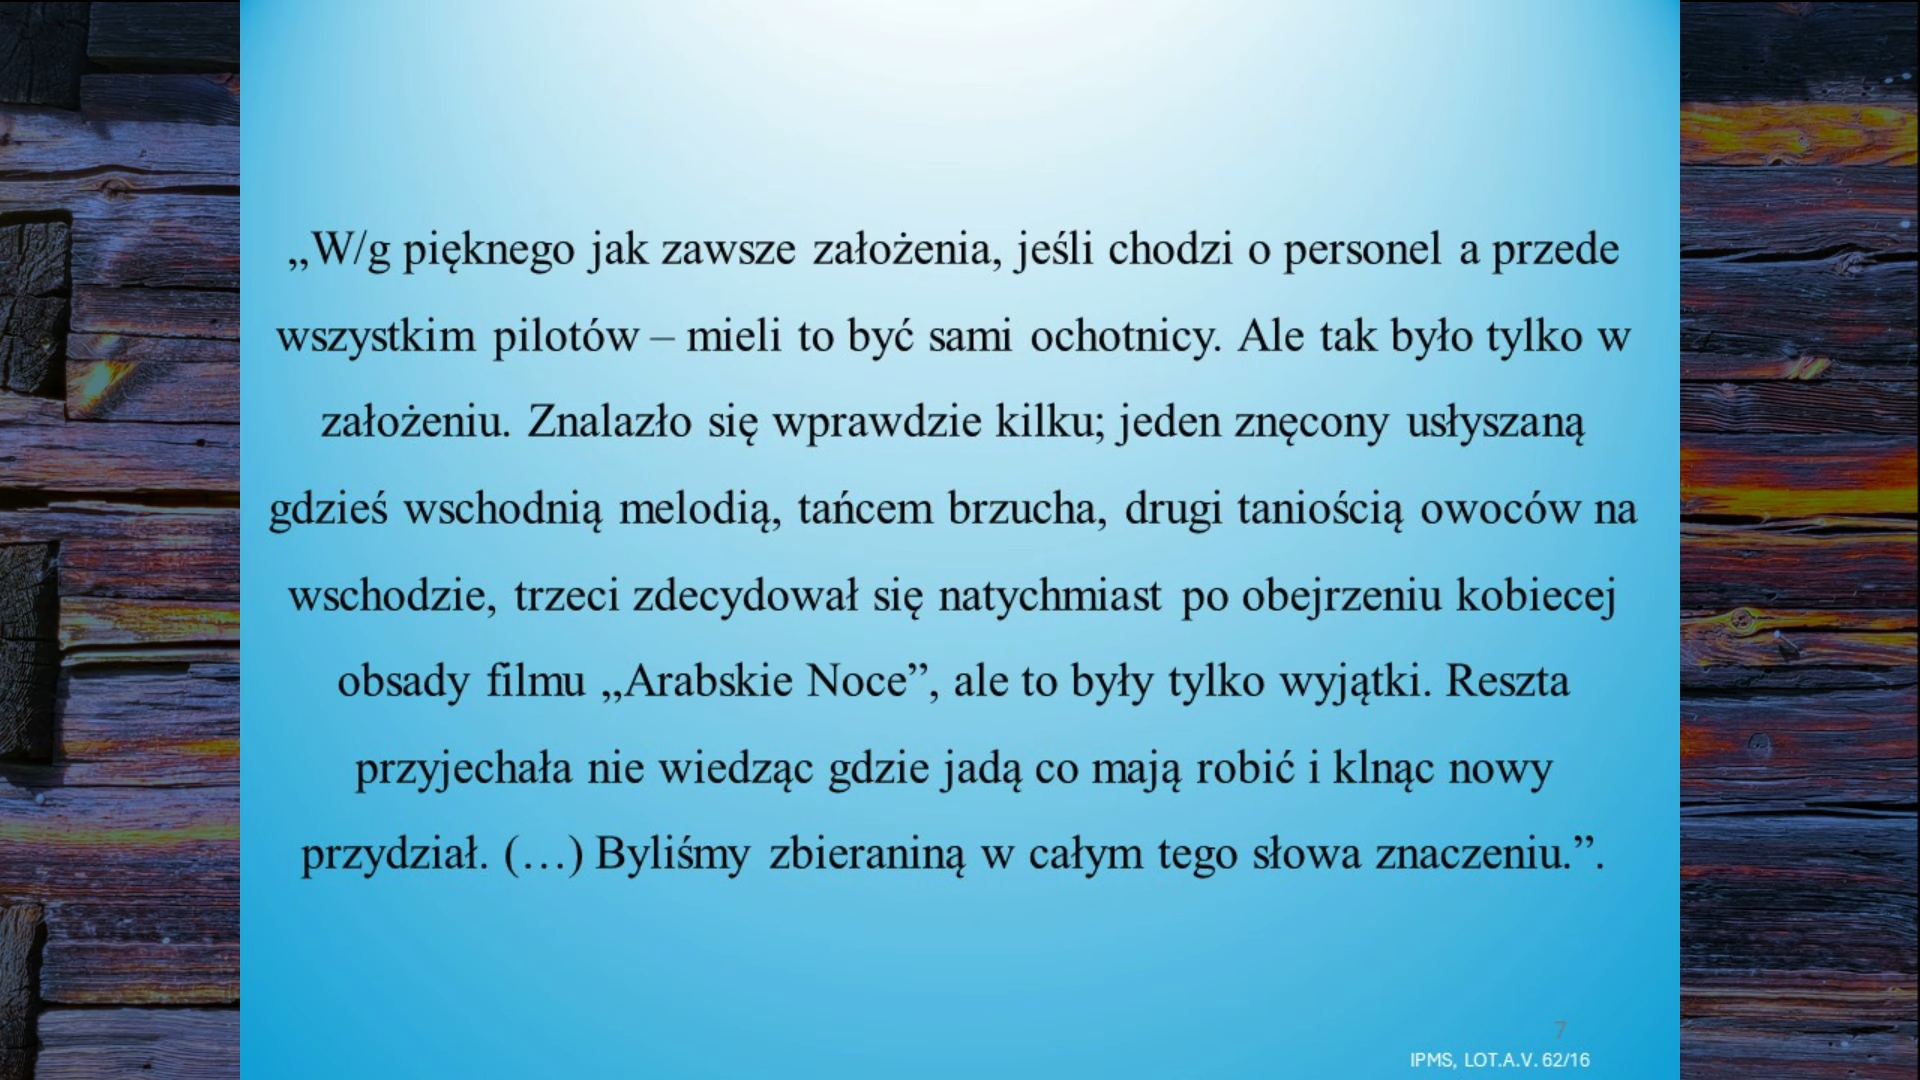 „W/g pięknego jak zawsze założenia, jeśli chodzi o personel a przede
wszystkim pilotów – mieli to być sami ochotnicy. Ale tak było tylko w
założeniu. Znalazło się wprawdzie kilku; jeden znęcony usłyszaną
gdzieś wschodnią melodią, tańcem brzucha, drugi taniością owoców na
wschodzie, trzeci zdecydował się natychmiast po obejrzeniu kobiecej
obsady filmu „Arabskie Noce”, ale to były tylko wyjątki. Reszta
przyjechała nie wiedząc gdzie jadą co mają robić i klnąc nowy
przydział. (…) Byliśmy zbieraniną w całym tego słowa znaczeniu.”.
7
IPMS, LOT.A.V. 62/16